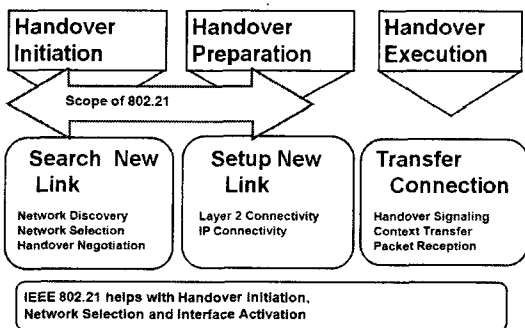 Handover
Initiation
Handover
Preparation
Handover
Execution
Scope of 802.21
Search New
Link
Network Discovery
Network Selection
Handover Negotiation
Setup New
Link
Layer 2 Connectivity
IP Connectivity
Transfer
Connection
Handover Signaling
Context Transfer
Packet Reception
IEEE 802.21 helps with Handover Initiation,
Network Selection and Interface Activation